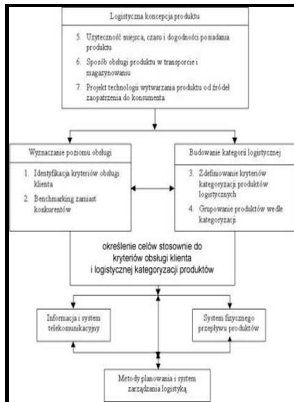 Logistyczna koncepcja produktu
5. Użyteczność miejsca, czasu i dogodności posiadania
produktu
6. Sposób obsługi produktu w transporcie i
magazynowaniu
7. Projekt technologii wytwarzania produktu od źródeł
zaopatrzenia do konsumenta
Wyznaczanie poziomu obsługi
1. Identyfikacja kryteriów obsługi
klienta
2. Benchmarking zamiast
konkurentów
Budowanie kategorii logistycznej
3. Zdefiniowanie kryteriów
kategoryzacji produktów
logistycznych
4. Grupowanie produktów wedle
kategoryzacji
określenie celów stosownie do
kryteriów obsługi klienta
i logistycznej kategoryzacji produktów
Informacja i system
telekomunikacyjny
System fizycznego
przepływu produktów
Metody planowania i system
zarządzania logistyką